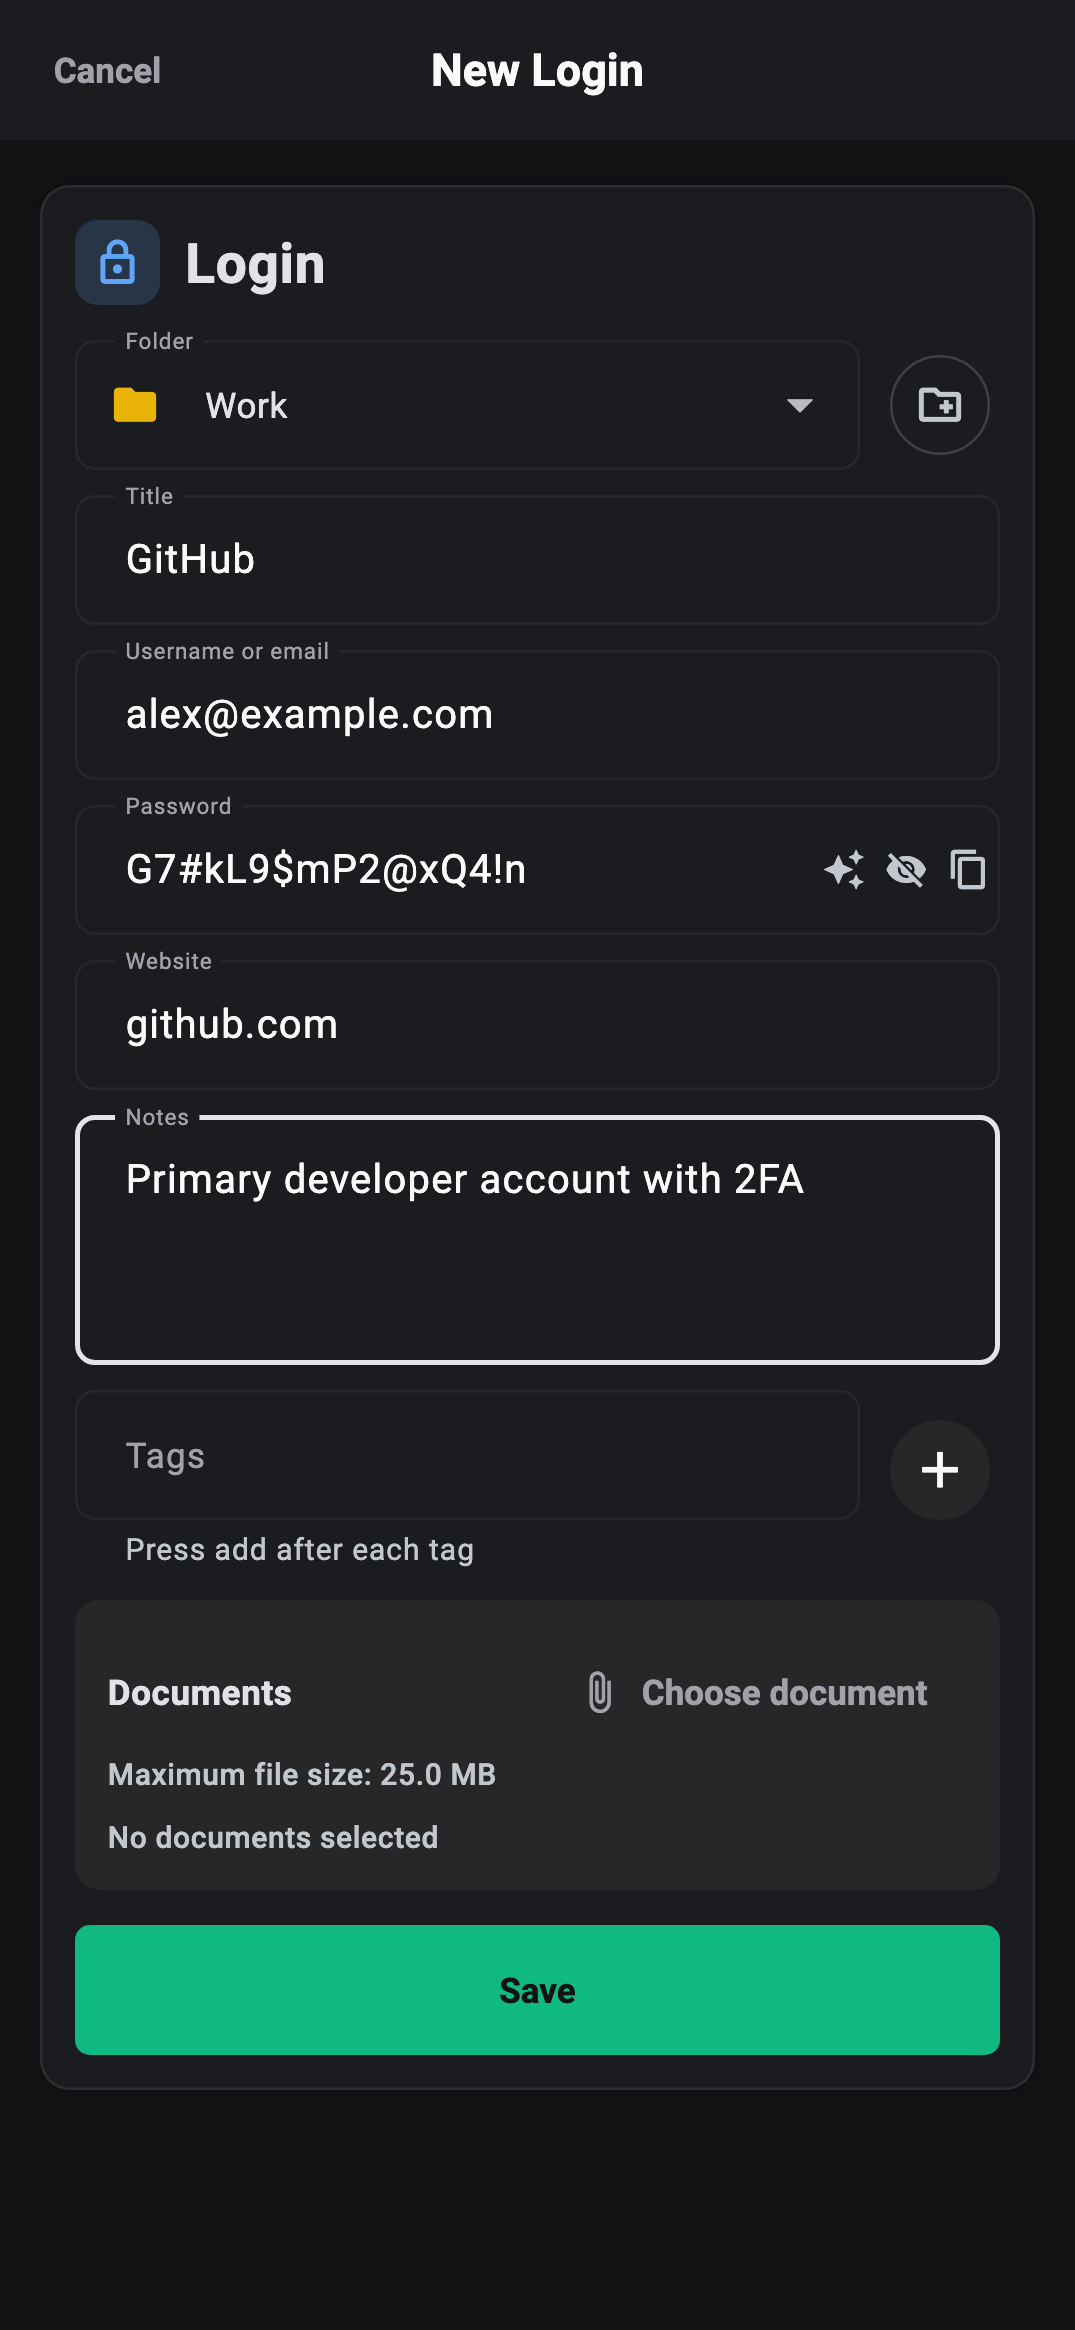 Cancel
New Login
Login
Folder
Work
Title
GitHub
Username or email
alex@example.com
Password
G7#kL9$mP2@xQ4!n
Website
github.com
Notes
Primary developer account with 2FA
Tags
Press add after each tag
Documents
Choose document
Maximum file size: 25.0 MB
No documents selected
Save